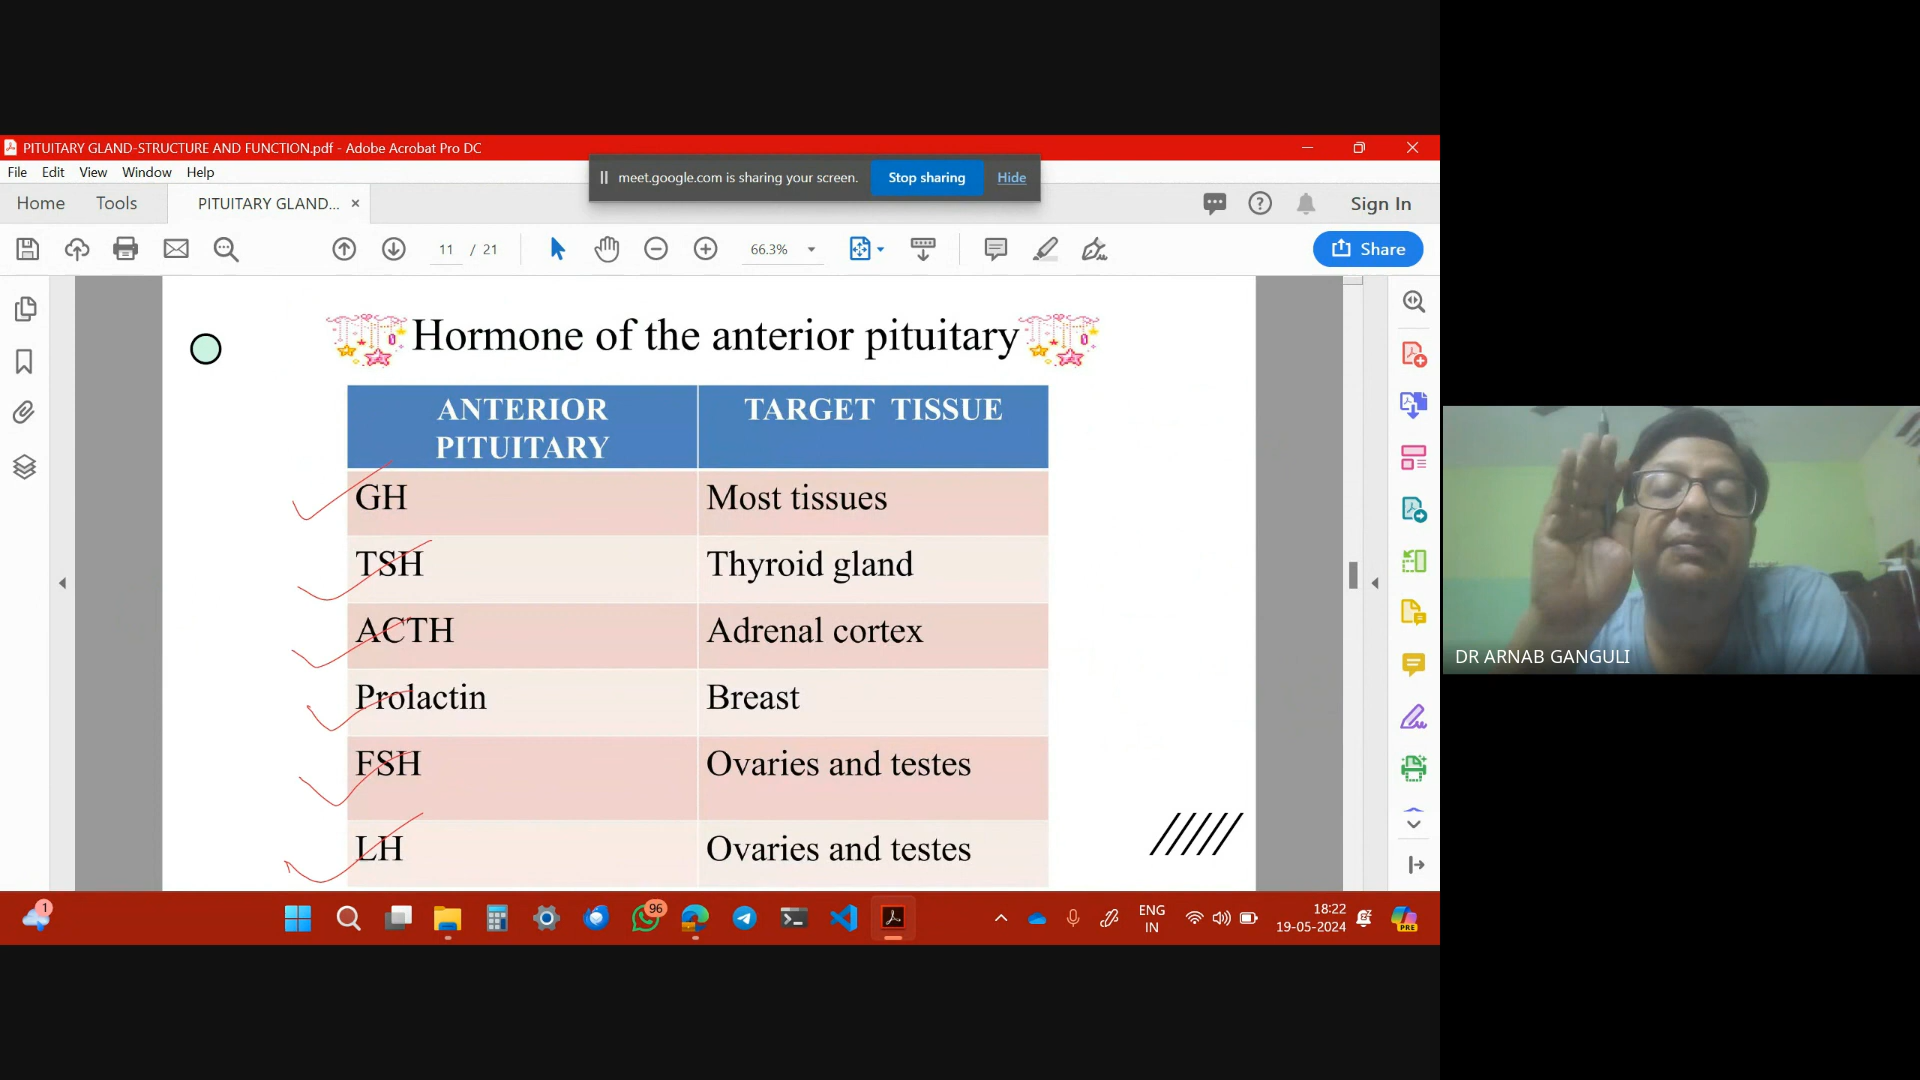 PITUITARY GLAND-STRUCTURE AND FUNCTION.pdf - Adobe Acrobat Pro DC
File Edit View Window Help
meet.google.com is sharing your screen. Stop sharing Hide
Home Tools PITUITARY GLAND... × Sign In
11 / 21 66.3% Share
Hormone of the anterior pituitary
ANTERIOR PITUITARY TARGET TISSUE
GH Most tissues
TSH Thyroid gland
ACTH Adrenal cortex
Prolactin Breast
FSH Ovaries and testes
LH Ovaries and testes
DR ARNAB GANGULI
1 96 ENG IN 18:22 19-05-2024 PRE